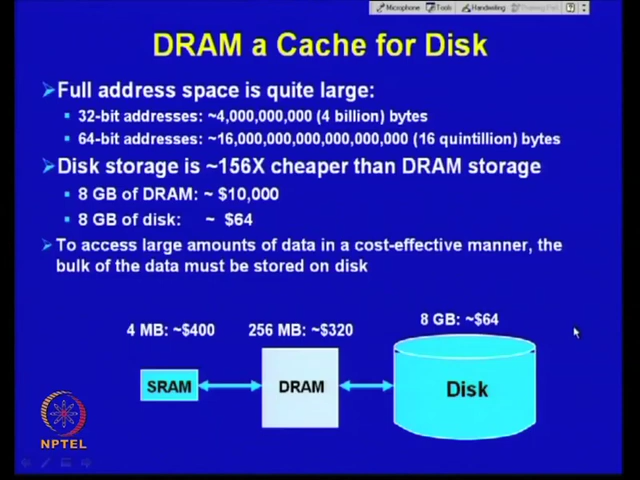 Microphone Tools Handwriting
DRAM a Cache for Disk
Full address space is quite large:
32-bit addresses: ~4,000,000,000 (4 billion) bytes
64-bit addresses: ~16,000,000,000,000,000,000 (16 quintillion) bytes
Disk storage is ~156X cheaper than DRAM storage
8 GB of DRAM: ~ $10,000
8 GB of disk: ~ $64
To access large amounts of data in a cost-effective manner, the
bulk of the data must be stored on disk
4 MB: ~$400 256 MB: ~$320 8 GB: ~$64
SRAM DRAM Disk
NPTEL